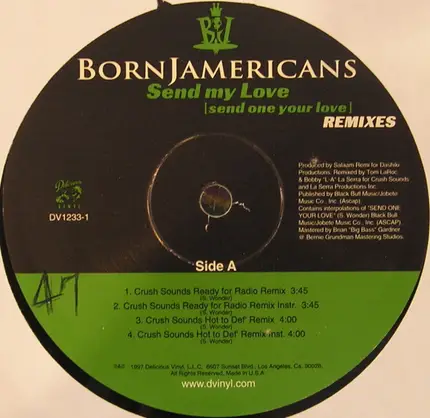 BJ
BORNJAMERICANS
Send my Love
[send one your love]
REMIXES
Delicious
VINYL
DV1233-1
Produced by Salaam Remi for Dashiki
Productions. Remixed by Tom LaRoc
& Bobby "L-A" La Serra for Crush Sounds
and La Serra Productions Inc.
Published by Black Bull Music/Jobete
Music Co., Inc. (Ascap)
Contains interpolations of "SEND ONE
YOUR LOVE" (S. Wonder) Black Bull
Music/Jobete Music Co., Inc. (ASCAP)
Mastered by Brian "Big Bass" Gardner
@ Bernie Grundman Mastering Studios.
Side A
1. Crush Sounds Ready for Radio Remix 3:45
(S. Wonder)
2. Crush Sounds Ready for Radio Remix Instr. 3:45
(S. Wonder)
3. Crush Sounds Hot to Def' Remix 4:00
(S. Wonder)
4. Crush Sounds Hot to Def' Remix Inst. 4:00
(S. Wonder)
47
℗&© 1997 Delicious Vinyl, L.L.C. 6607 Sunset Blvd., Los Angeles, Ca. 90028.
All Rights Reserved. Made in U.S.A.
www.dvinyl.com